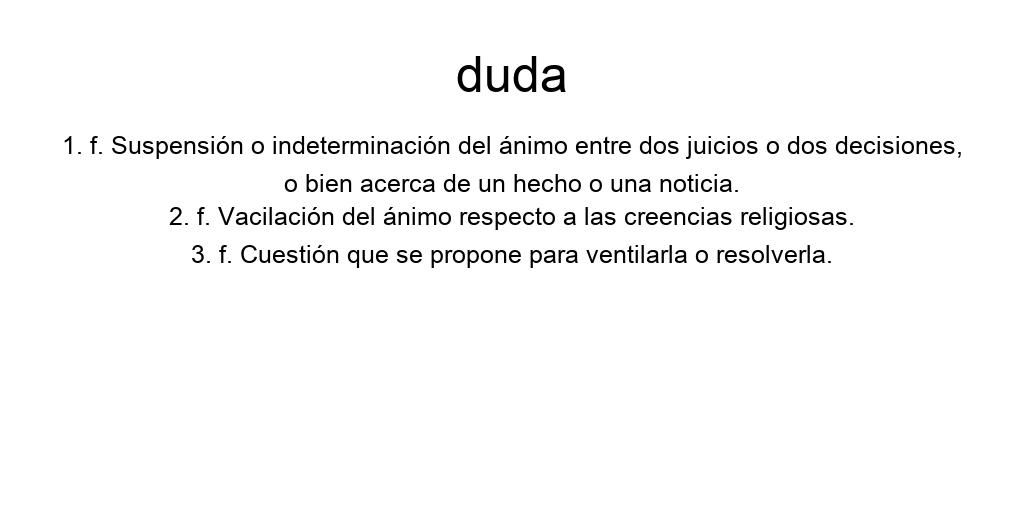 duda
1. f. Suspensión o indeterminación del ánimo entre dos juicios o dos decisiones,
o bien acerca de un hecho o una noticia.
2. f. Vacilación del ánimo respecto a las creencias religiosas.
3. f. Cuestión que se propone para ventilarla o resolverla.